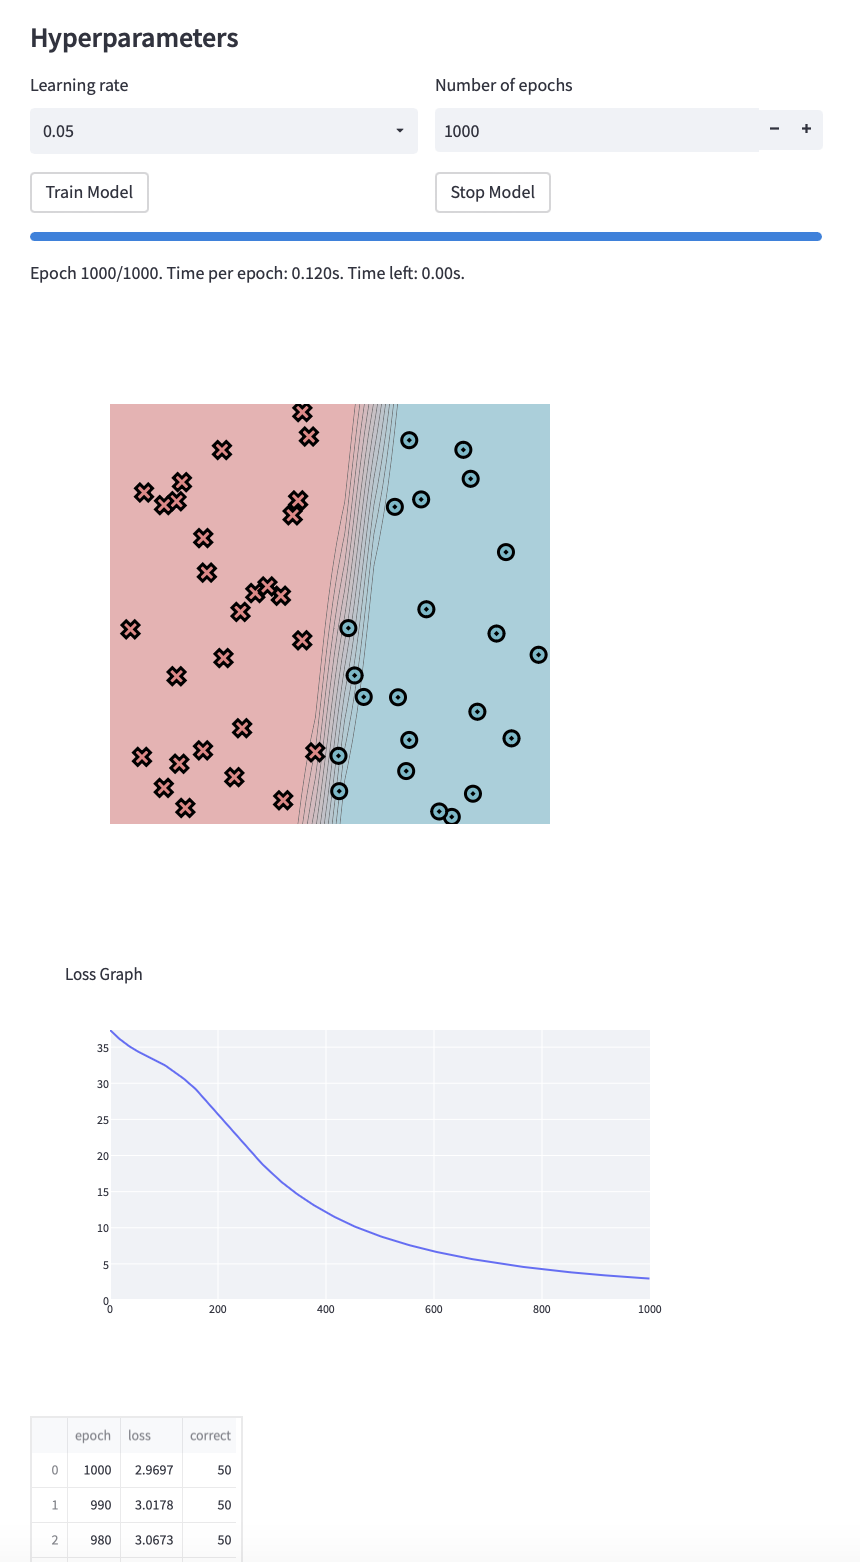 Hyperparameters
Learning rate
Number of epochs
0.05
1000
− +
Train Model
Stop Model
Epoch 1000/1000. Time per epoch: 0.120s. Time left: 0.00s.
Loss Graph
35
30
25
20
15
10
5
0
0 200 400 600 800 1000
epoch loss correct
0 1000 2.9697 50
1 990 3.0178 50
2 980 3.0673 50